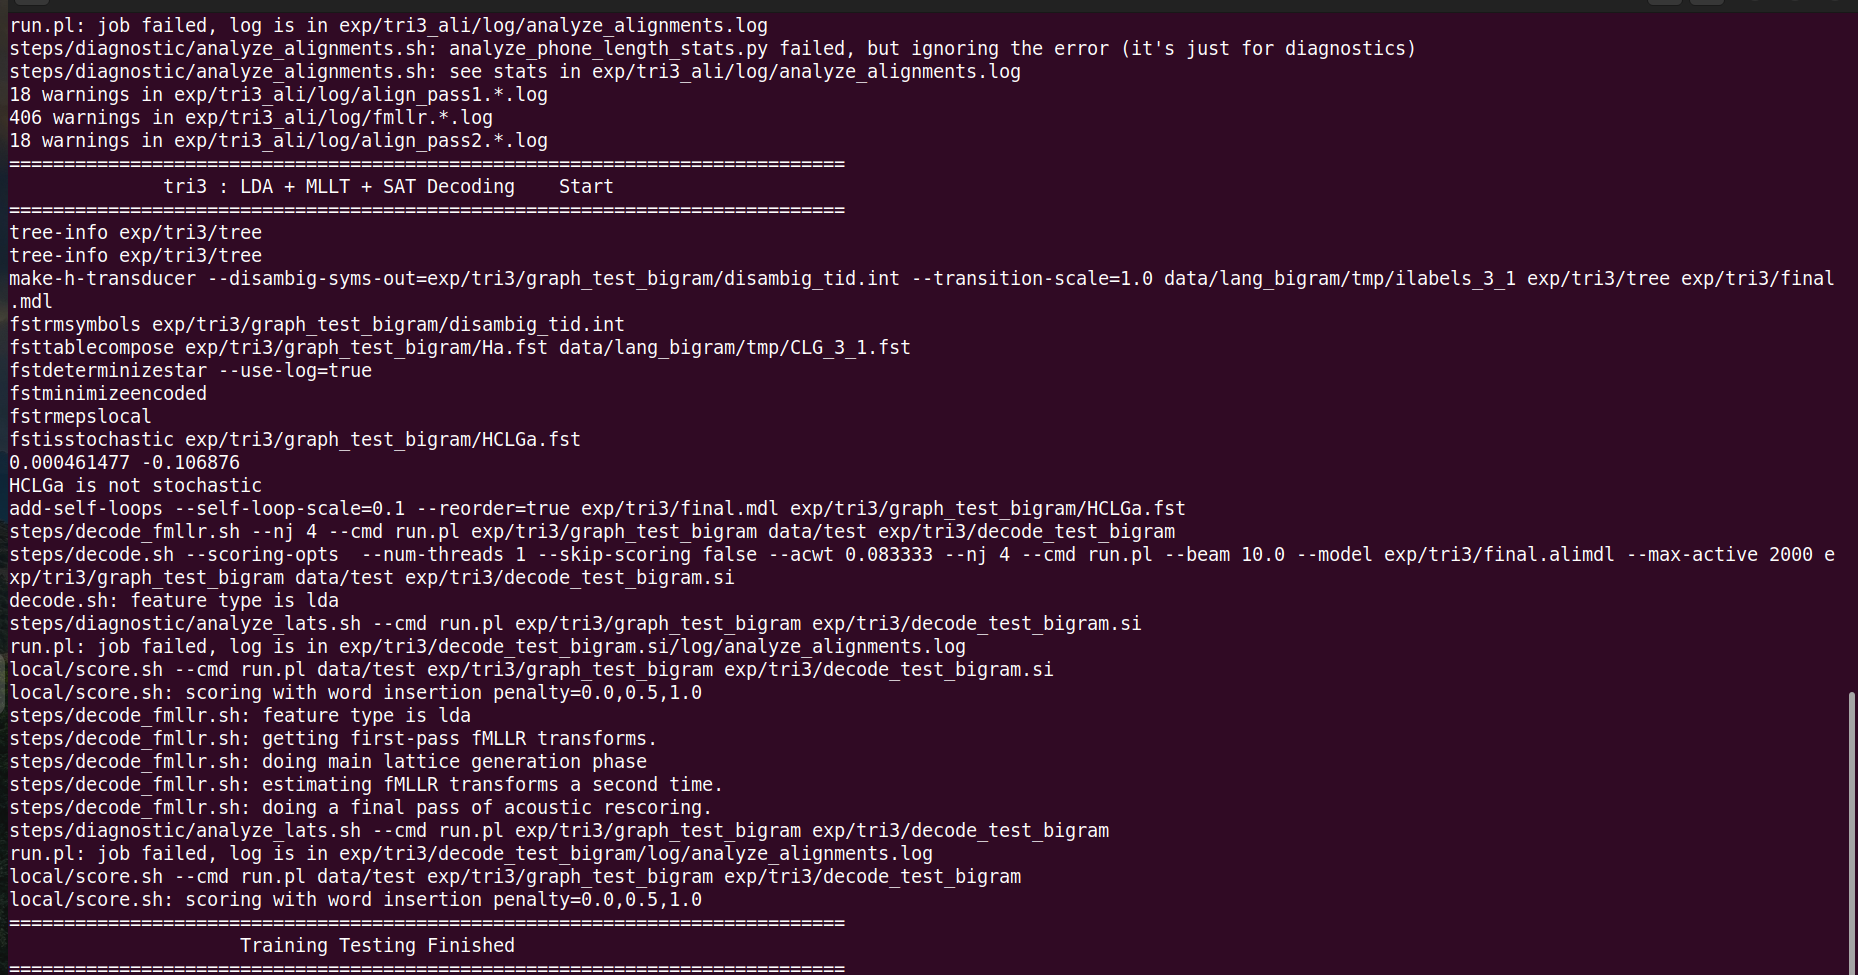 run.pl: job failed, log is in exp/tri3_ali/log/analyze_alignments.log
steps/diagnostic/analyze_alignments.sh: analyze_phone_length_stats.py failed, but ignoring the error (it's just for diagnostics)
steps/diagnostic/analyze_alignments.sh: see stats in exp/tri3_ali/log/analyze_alignments.log
18 warnings in exp/tri3_ali/log/align_pass1.*.log
406 warnings in exp/tri3_ali/log/fmllr.*.log
18 warnings in exp/tri3_ali/log/align_pass2.*.log
============================================================================
              tri3 : LDA + MLLT + SAT Decoding    Start
============================================================================
tree-info exp/tri3/tree
tree-info exp/tri3/tree
make-h-transducer --disambig-syms-out=exp/tri3/graph_test_bigram/disambig_tid.int --transition-scale=1.0 data/lang_bigram/tmp/ilabels_3_1 exp/tri3/tree exp/tri3/final
.mdl
fstrmsymbols exp/tri3/graph_test_bigram/disambig_tid.int
fsttablecompose exp/tri3/graph_test_bigram/Ha.fst data/lang_bigram/tmp/CLG_3_1.fst
fstdeterminizestar --use-log=true
fstminimizeencoded
fstrmepslocal
fstisstochastic exp/tri3/graph_test_bigram/HCLGa.fst
0.000461477 -0.106876
HCLGa is not stochastic
add-self-loops --self-loop-scale=0.1 --reorder=true exp/tri3/final.mdl exp/tri3/graph_test_bigram/HCLGa.fst
steps/decode_fmllr.sh --nj 4 --cmd run.pl exp/tri3/graph_test_bigram data/test exp/tri3/decode_test_bigram
steps/decode.sh --scoring-opts  --num-threads 1 --skip-scoring false --acwt 0.083333 --nj 4 --cmd run.pl --beam 10.0 --model exp/tri3/final.alimdl --max-active 2000 e
xp/tri3/graph_test_bigram data/test exp/tri3/decode_test_bigram.si
decode.sh: feature type is lda
steps/diagnostic/analyze_lats.sh --cmd run.pl exp/tri3/graph_test_bigram exp/tri3/decode_test_bigram.si
run.pl: job failed, log is in exp/tri3/decode_test_bigram.si/log/analyze_alignments.log
local/score.sh --cmd run.pl data/test exp/tri3/graph_test_bigram exp/tri3/decode_test_bigram.si
local/score.sh: scoring with word insertion penalty=0.0,0.5,1.0
steps/decode_fmllr.sh: feature type is lda
steps/decode_fmllr.sh: getting first-pass fMLLR transforms.
steps/decode_fmllr.sh: doing main lattice generation phase
steps/decode_fmllr.sh: estimating fMLLR transforms a second time.
steps/decode_fmllr.sh: doing a final pass of acoustic rescoring.
steps/diagnostic/analyze_lats.sh --cmd run.pl exp/tri3/graph_test_bigram exp/tri3/decode_test_bigram
run.pl: job failed, log is in exp/tri3/decode_test_bigram/log/analyze_alignments.log
local/score.sh --cmd run.pl data/test exp/tri3/graph_test_bigram exp/tri3/decode_test_bigram
local/score.sh: scoring with word insertion penalty=0.0,0.5,1.0
============================================================================
                     Training Testing Finished
============================================================================